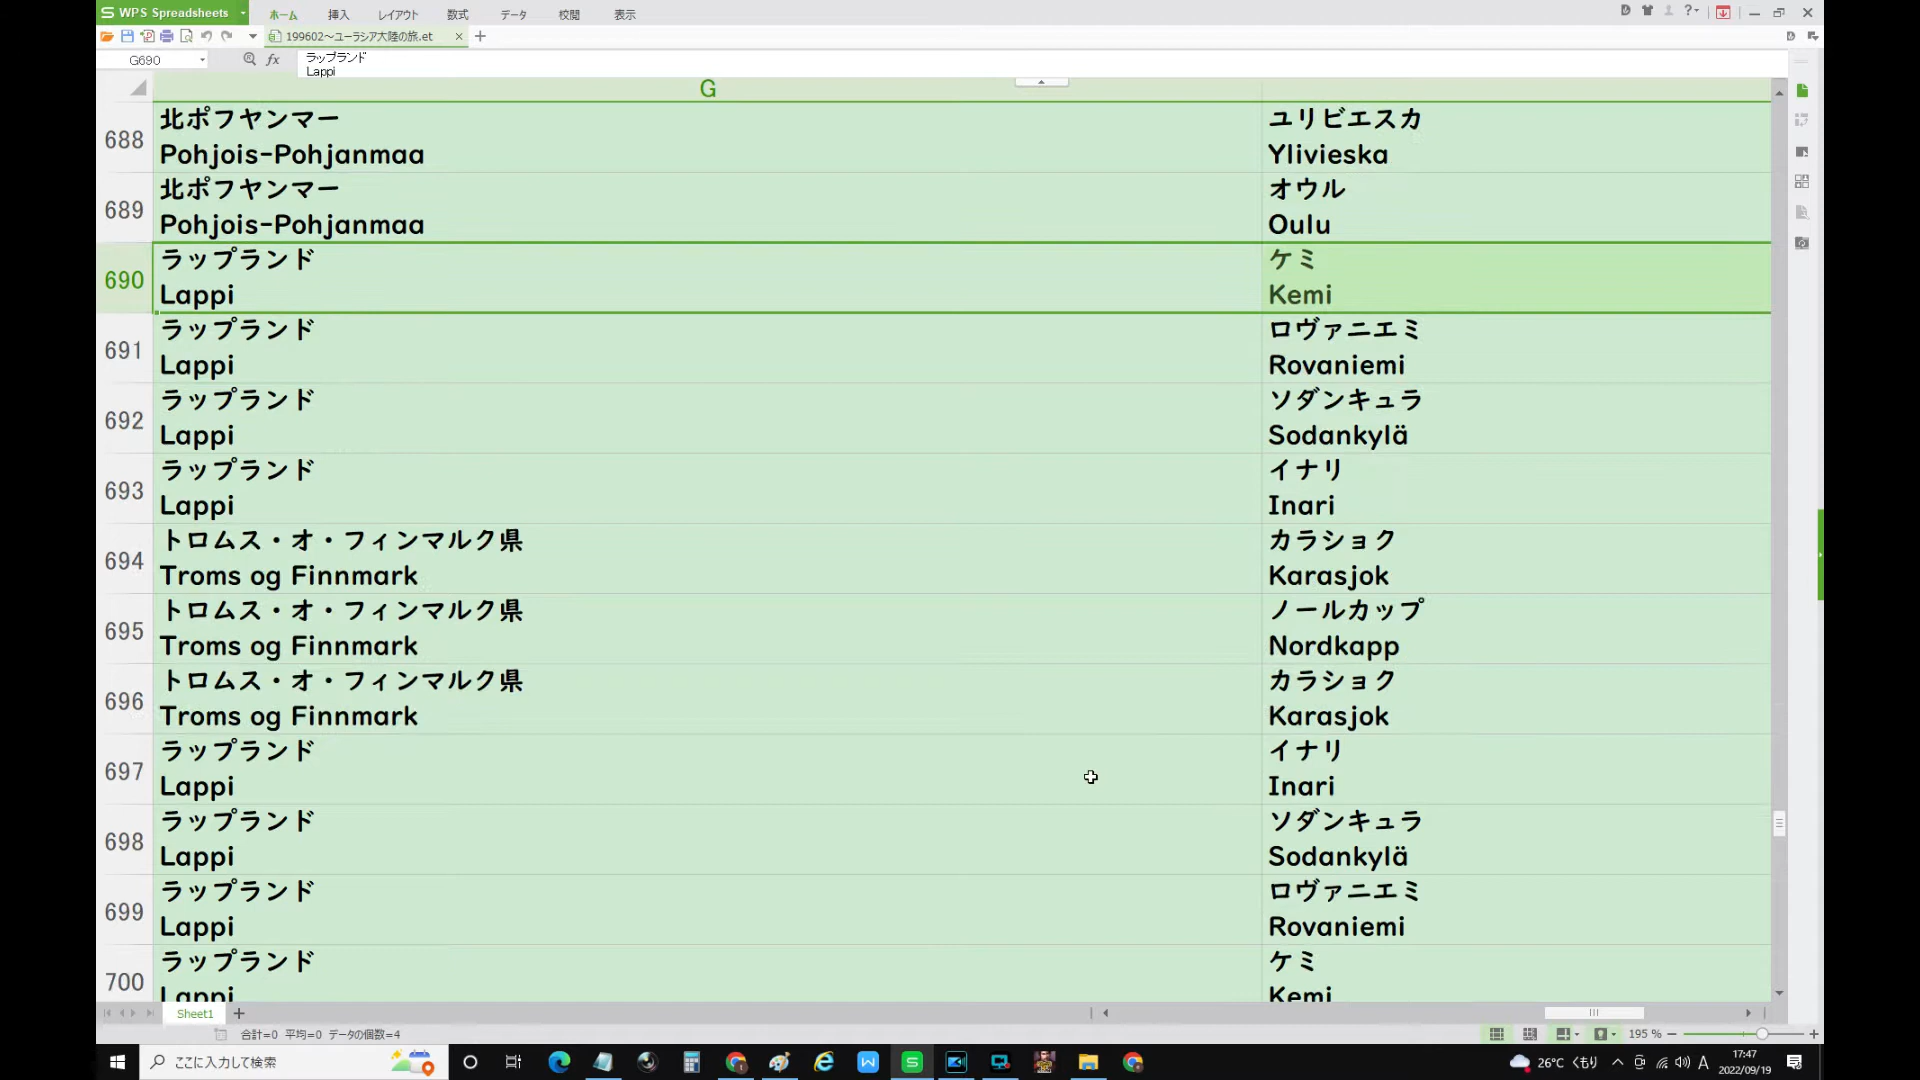 WPS Spreadsheets
ホーム 挿入 レイアウト 数式 データ 校閲 表示
199602～ユーラシア大陸の旅.et
G690
fx
ラップランド
Lappi
G
688
北ポフヤンマー
Pohjois-Pohjanmaa
ユリビエスカ
Ylivieska
689
北ポフヤンマー
Pohjois-Pohjanmaa
オウル
Oulu
690
ラップランド
Lappi
ケミ
Kemi
691
ラップランド
Lappi
ロヴァニエミ
Rovaniemi
692
ラップランド
Lappi
ソダンキュラ
Sodankylä
693
ラップランド
Lappi
イナリ
Inari
694
トロムス・オ・フィンマルク県
Troms og Finnmark
カラショク
Karasjok
695
トロムス・オ・フィンマルク県
Troms og Finnmark
ノールカップ
Nordkapp
696
トロムス・オ・フィンマルク県
Troms og Finnmark
カラショク
Karasjok
697
ラップランド
Lappi
イナリ
Inari
698
ラップランド
Lappi
ソダンキュラ
Sodankylä
699
ラップランド
Lappi
ロヴァニエミ
Rovaniemi
700
ラップランド
Lappi
ケミ
Kemi
Sheet1
合計=0 平均=0 データの個数=4
195 %
ここに入力して検索
26°C くもり
A
17:47
2022/09/19